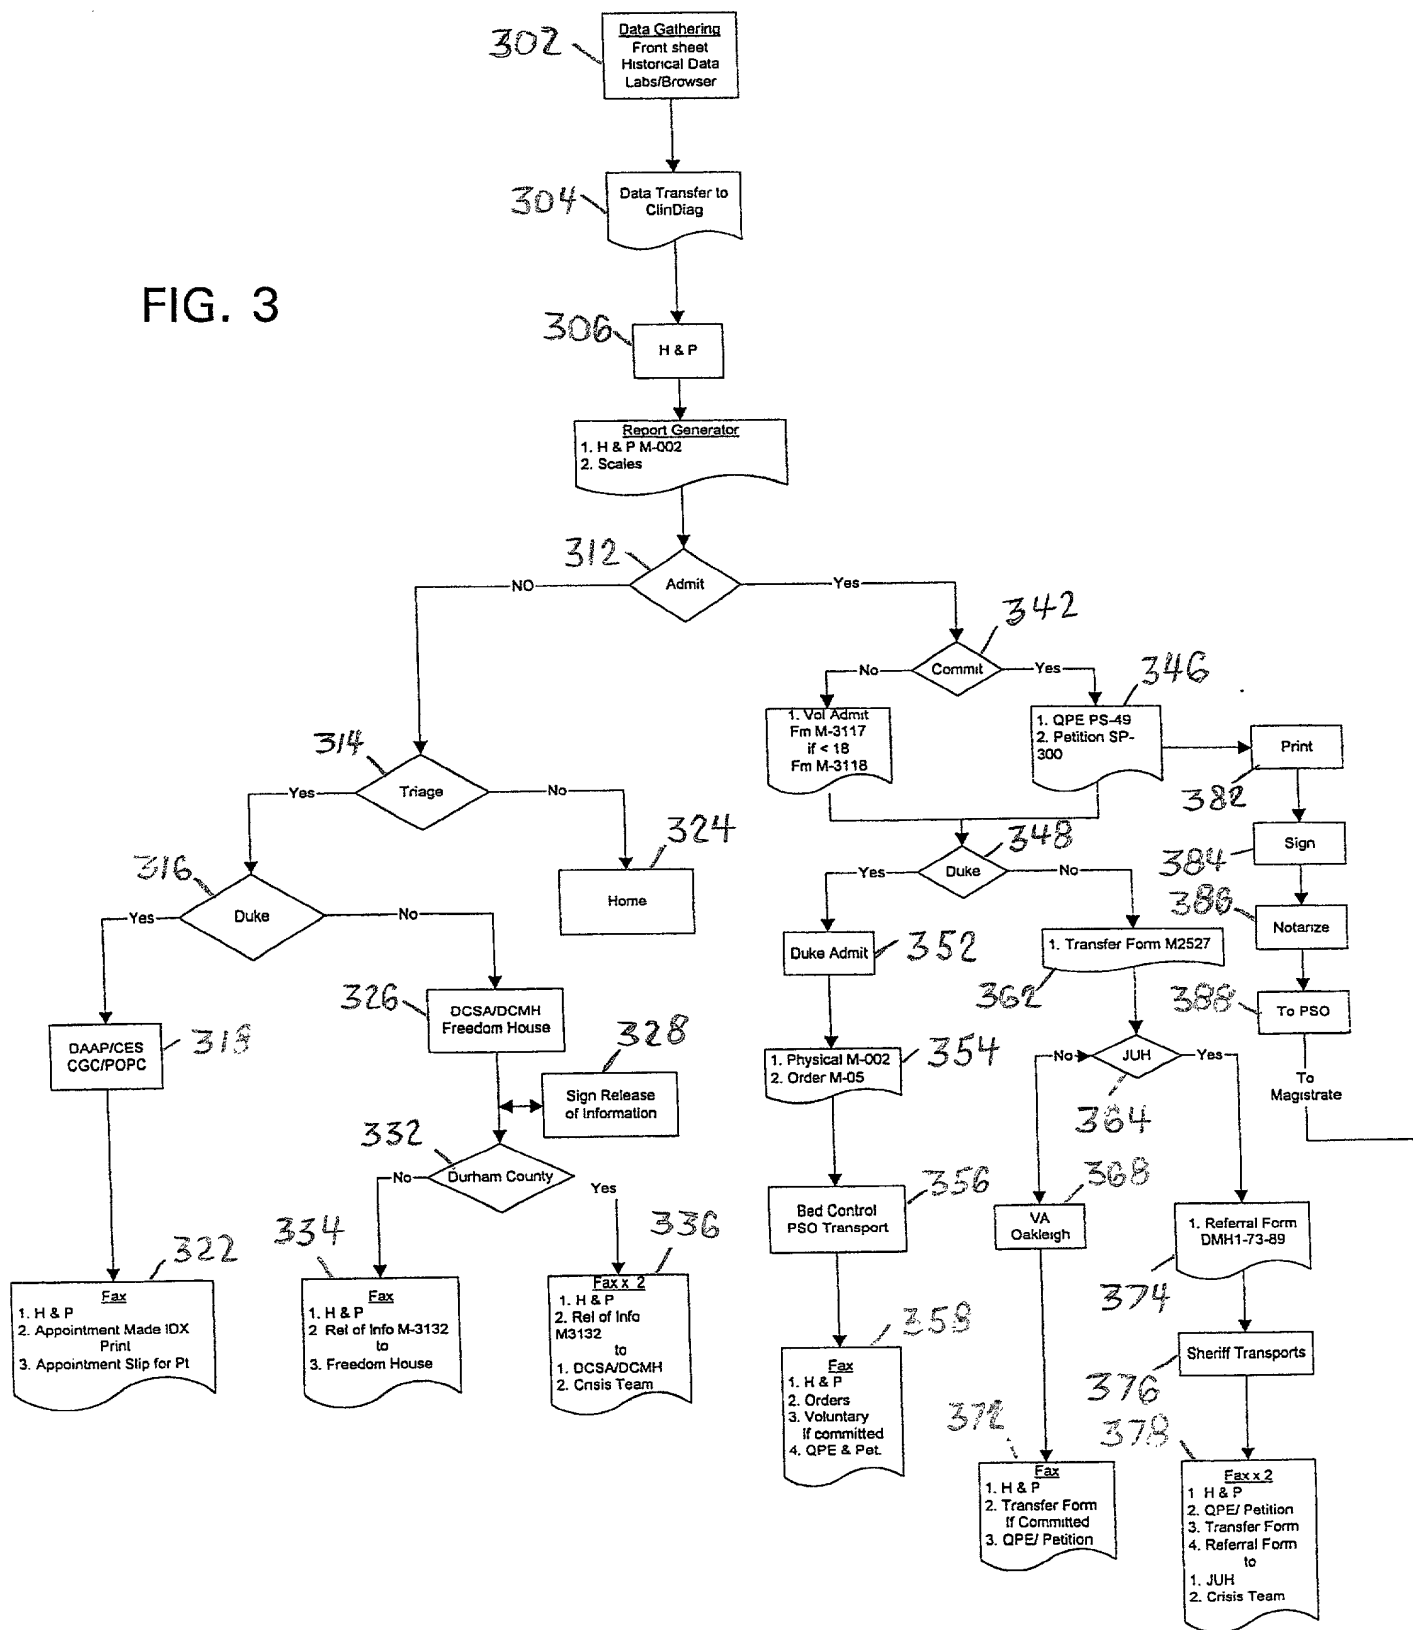 FIG. 3
302
Data Gathering
Front sheet
Historical Data
Labs/Browser
304
Data Transfer to
ClinDiag
306
H & P
Report Generator
1. H & P M-002
2. Scales
312
Admit
NO
Yes
342
Commit
No
Yes
346
1. Vol Admit
Fm M-3117
if < 18
Fm M-3118
1. QPE PS-49
2. Petition SP-
300
Print
382
Sign
384
Notarize
386
To PSO
388
To
Magistrate
314
Triage
Yes
No
324
Home
316
Duke
Yes
No
318
DAAP/CES
CGC/POPC
326
DCSA/DCMH
Freedom House
328
Sign Release
of Information
332
Durham County
No
Yes
322
Fax
1. H & P
2. Appointment Made IDX
Print
3. Appointment Slip for Pt
334
Fax
1. H & P
2 Rel of Info M-3132
to
3. Freedom House
336
Fax x 2
1. H & P
2. Rel of Info
M3132
to
1. DCSA/DCMH
2. Crisis Team
348
Duke
Yes
No
Duke Admit
352
1. Physical M-002
2. Order M-05
354
Bed Control
PSO Transport
356
358
Fax
1. H & P
2. Orders
3. Voluntary
If committed
4. QPE & Pet.
1. Transfer Form M2527
362
JUH
No
Yes
364
368
VA
Oakleigh
372
Fax
1. H & P
2. Transfer Form
If Committed
3. QPE/ Petition
1. Referral Form
DMH1-73-89
374
Sheriff Transports
376
378
Fax x 2
1 H & P
2. QPE/ Petition
3. Transfer Form
4. Referral Form
to
1. JUH
2. Crisis Team